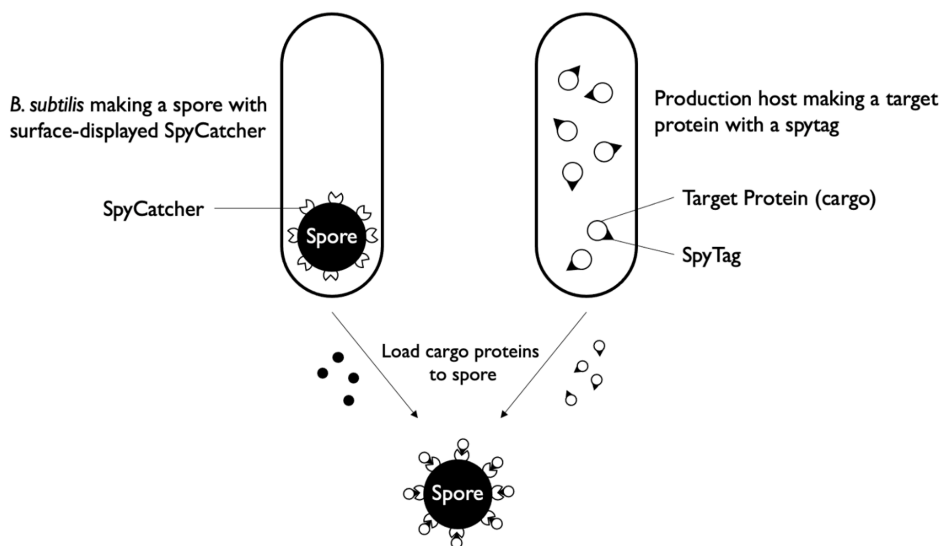 B. subtilis making a spore with
surface-displayed SpyCatcher
SpyCatcher
Spore
Production host making a target
protein with a spytag
Target Protein (cargo)
SpyTag
Load cargo proteins
to spore
Spore